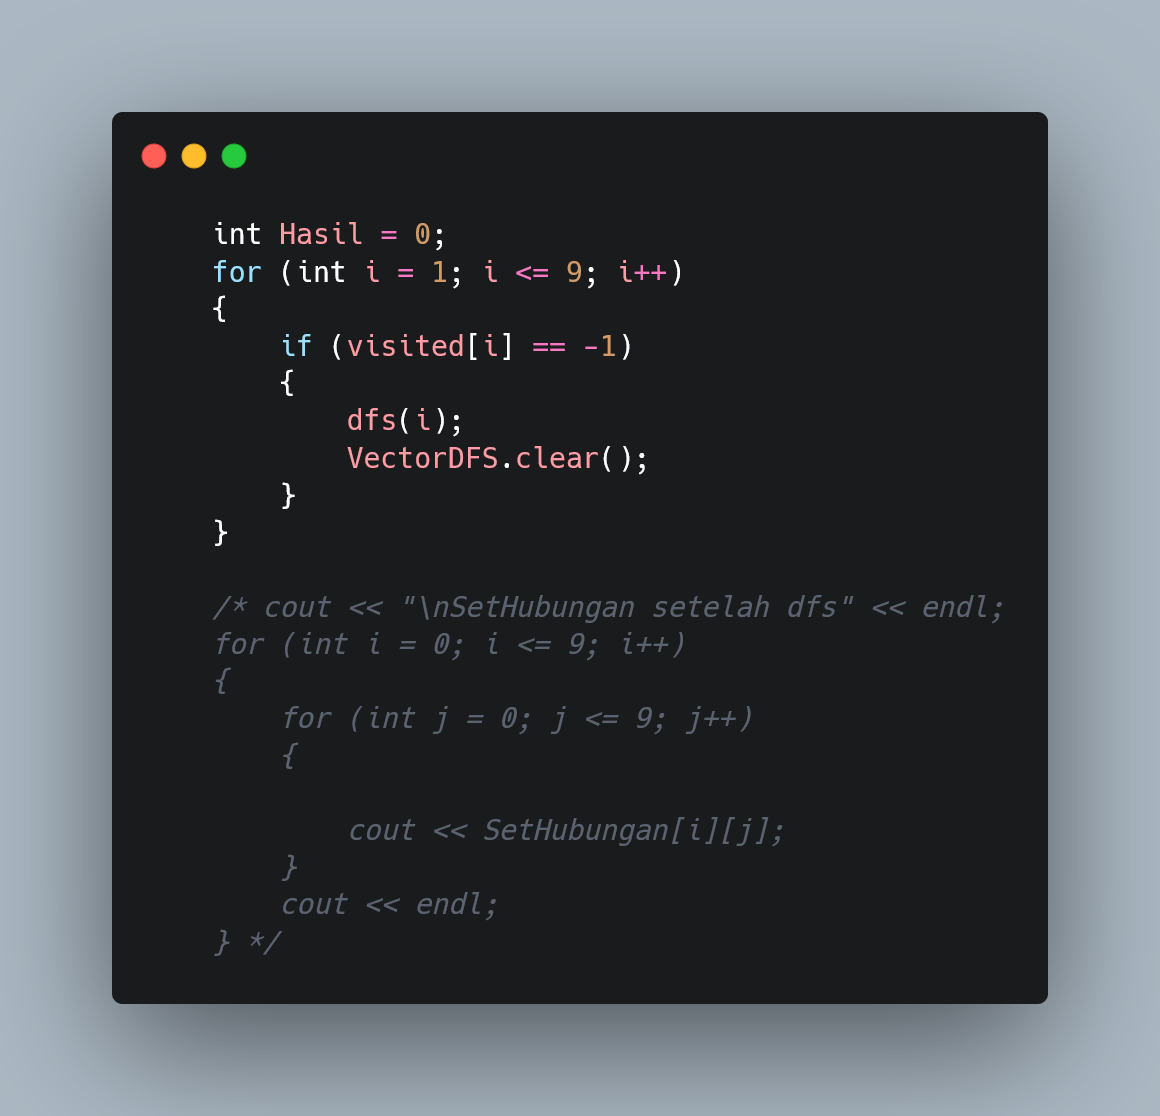 int Hasil = 0;
for (int i = 1; i <= 9; i++)
{
    if (visited[i] == -1)
    {
        dfs(i);
        VectorDFS.clear();
    }
}

/* cout << "\nSetHubungan setelah dfs" << endl;
for (int i = 0; i <= 9; i++)
{
    for (int j = 0; j <= 9; j++)
    {

        cout << SetHubungan[i][j];
    }
    cout << endl;
} */